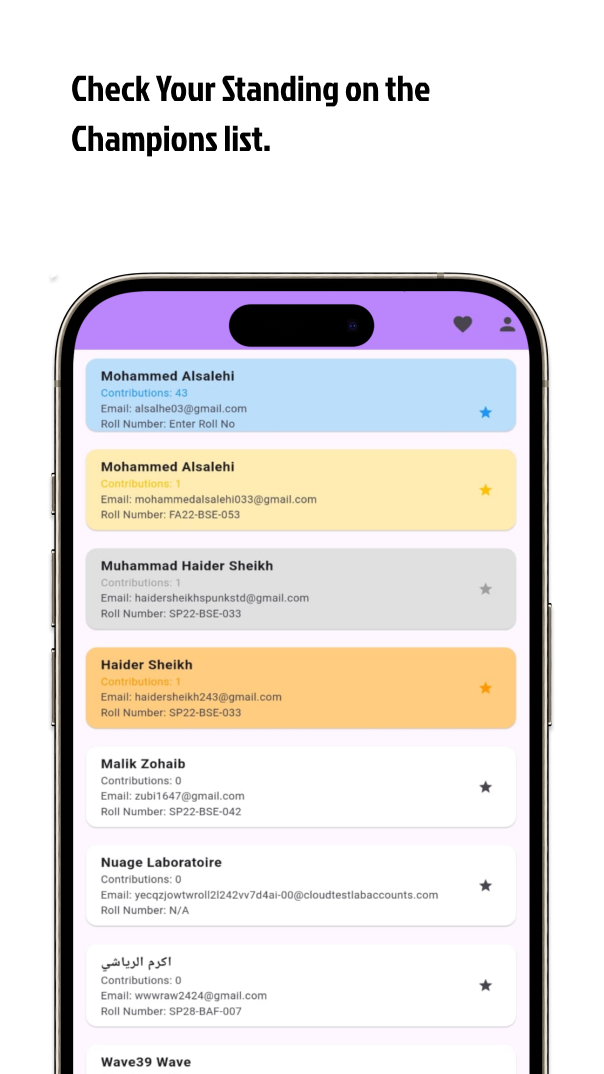 Check Your Standing on the
Champions list.
Mohammed Alsalehi
Contributions: 43
Email: alsalhe03@gmail.com
Roll Number: Enter Roll No
Mohammed Alsalehi
Contributions: 1
Email: mohammedalsalehi033@gmail.com
Roll Number: FA22-BSE-053
Muhammad Haider Sheikh
Contributions: 1
Email: haidersheikhspunkstd@gmail.com
Roll Number: SP22-BSE-033
Haider Sheikh
Contributions: 1
Email: haidersheikh243@gmail.com
Roll Number: SP22-BSE-033
Malik Zohaib
Contributions: 0
Email: zubi1647@gmail.com
Roll Number: SP22-BSE-042
Nuage Laboratoire
Contributions: 0
Email: yecqzjowtwroll2l242vv7d4ai-00@cloudtestlabaccounts.com
Roll Number: N/A
اكرم الرياشي
Contributions: 0
Email: wwwraw2424@gmail.com
Roll Number: SP28-BAF-007
Wave39 Wave